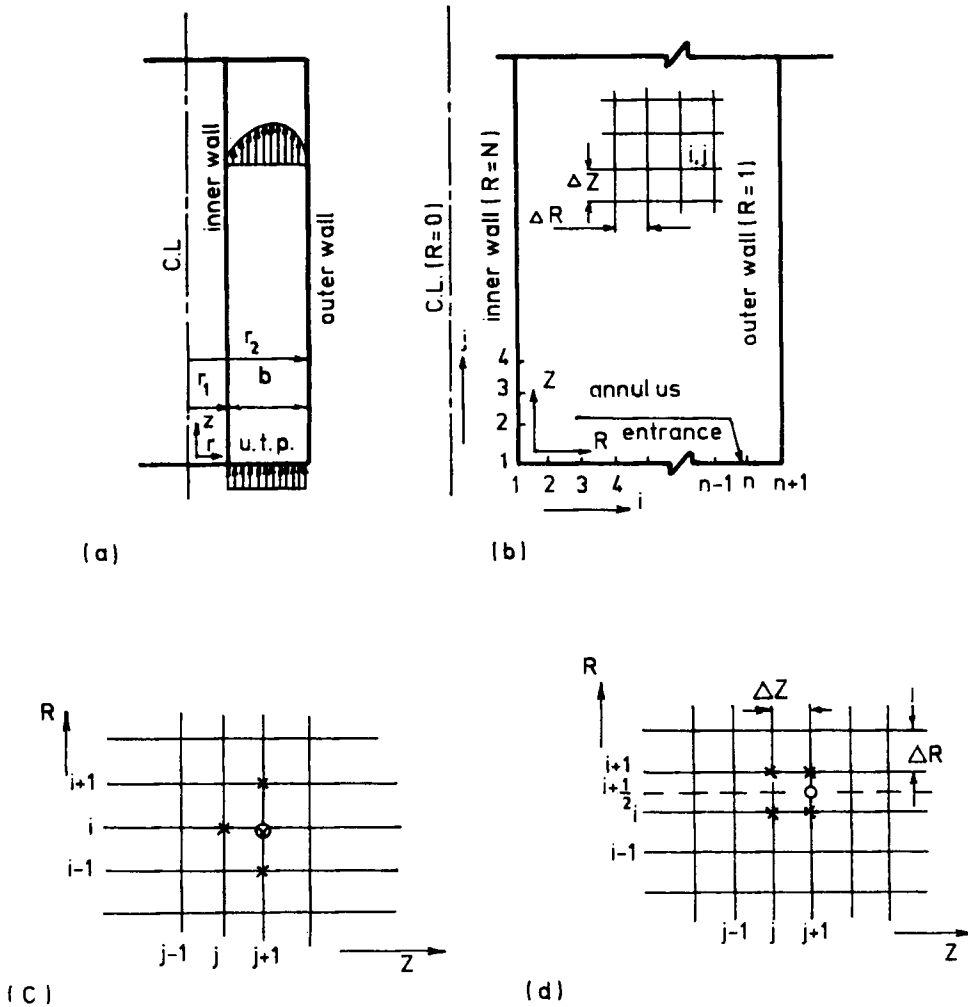 C.L
inner wall
outer wall
r₂
r₁
b
z
r
u.t.p.
(a)
C.L. (R=0)
inner wall (R=N)
outer wall (R=1)
i,j
ΔZ
ΔR
j
4
3
2
1
Z
R
annulus
entrance
1 2 3 4 n-1 n n+1
i
(b)
R
i+1
i
i-1
j-1 j j+1
Z
(C)
R
ΔZ
ΔR
i+1
i+½
i
i-1
j-1 j j+1
Z
(d)